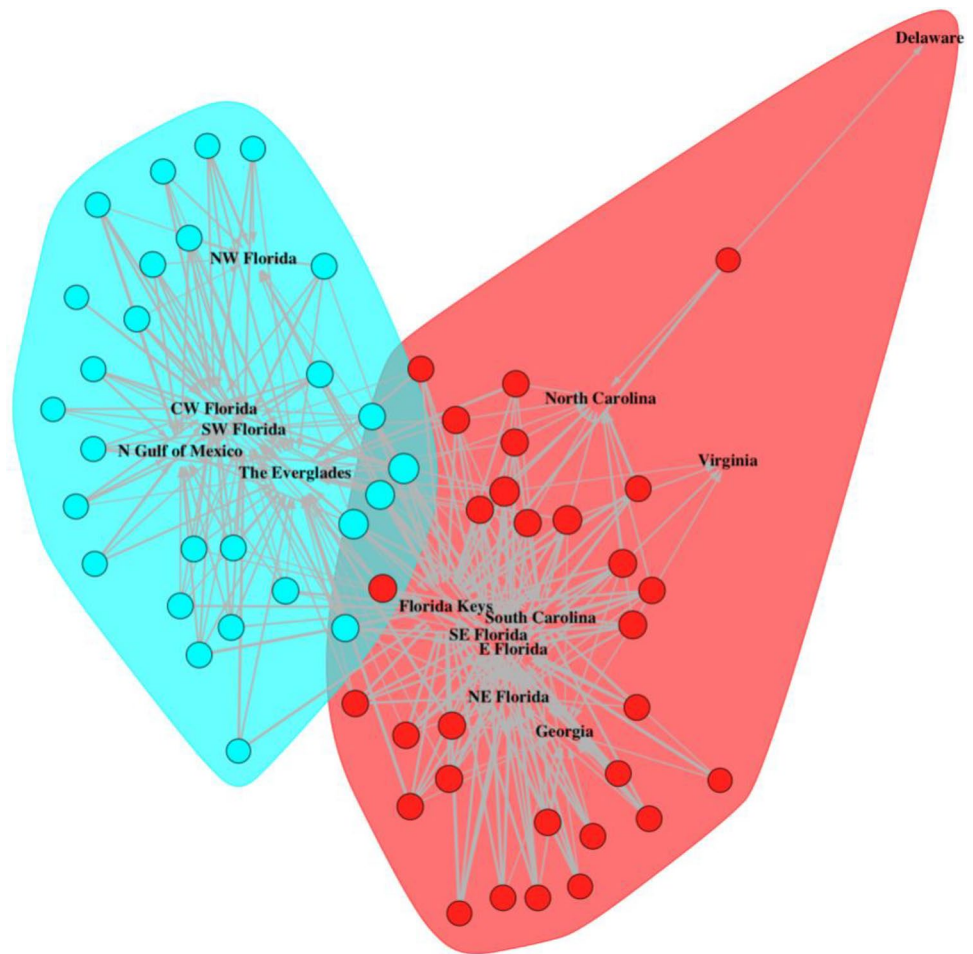 Delaware
NW Florida
North Carolina
CW Florida
SW Florida
N Gulf of Mexico
Virginia
The Everglades
Florida Keys
South Carolina
SE Florida
E Florida
NE Florida
Georgia